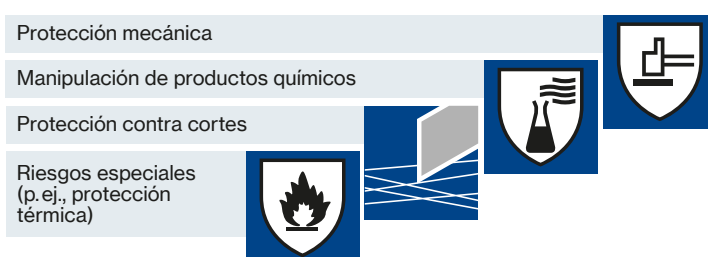 Protección mecánica
Manipulación de productos químicos
Protección contra cortes
Riesgos especiales
(p. ej., protección
térmica)